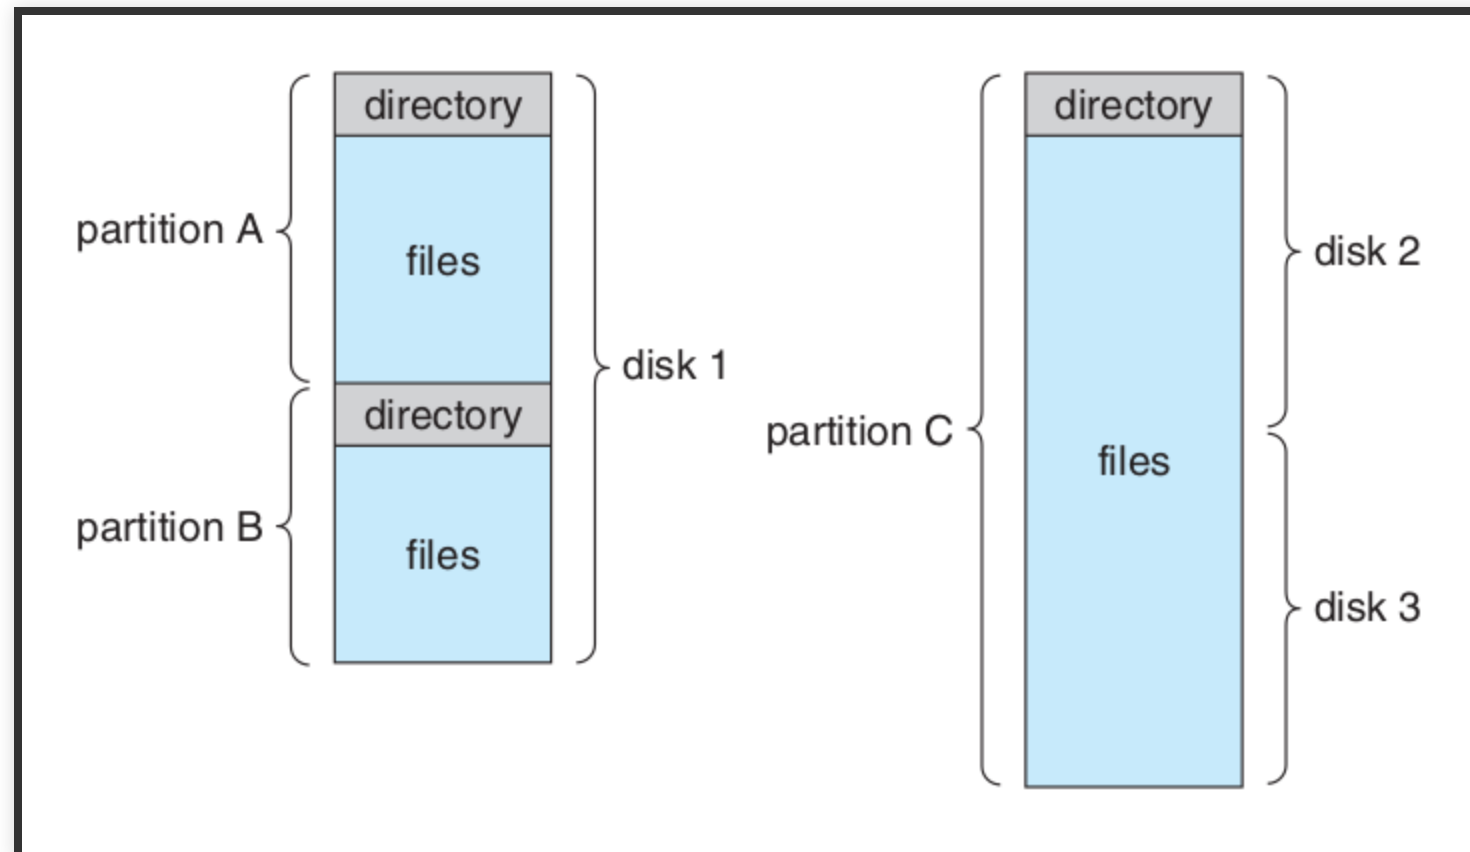 directory
partition A
files
disk 1
directory
partition B
files
directory
disk 2
partition C
files
disk 3